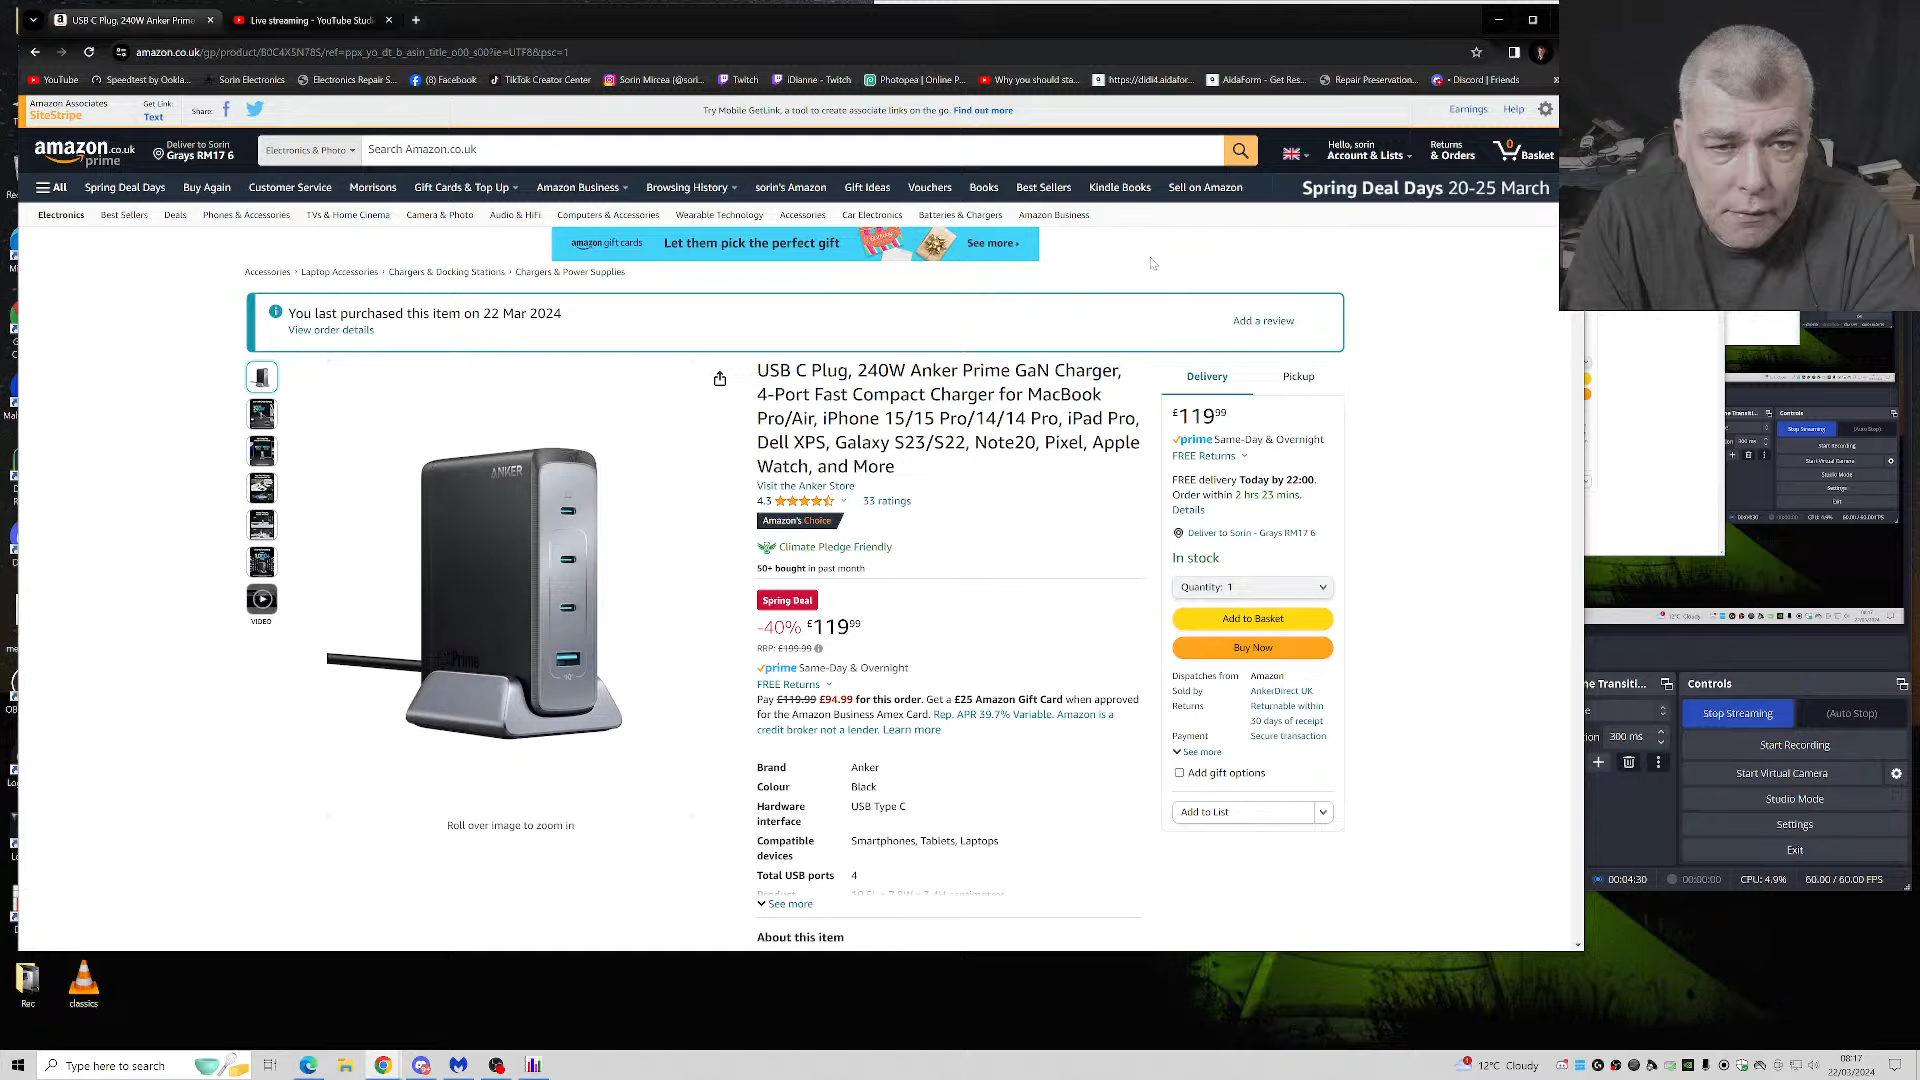 USB C Plug, 240W Anker Prime
Live streaming - YouTube Studi
amazon.co.uk/gp/product/B0C4X5N78S/ref=ppx_yo_dt_b_asin_title_o00_s00?ie=UTF8&psc=1
YouTube
Speedtest by Ookla...
Sorin Electronics
Electronics Repair S...
(8) Facebook
TikTok Creator Center
Sorin Mircea (@sori...
Twitch
iDianne - Twitch
Photopea | Online P...
Why you should sta...
https://didi4.aidafor...
AidaForm - Get Res...
Repair Preservation...
• Discord | Friends
Amazon Associates
SiteStripe
Get Link:
Text
Share:
Try Mobile GetLink, a tool to create associate links on the go. Find out more
Earnings
Help
amazon.co.uk
prime
Deliver to Sorin
Grays RM17 6
Electronics & Photo
Search Amazon.co.uk
Hello, sorin
Account & Lists
Returns
& Orders
0
Basket
All
Spring Deal Days
Buy Again
Customer Service
Morrisons
Gift Cards & Top Up
Amazon Business
Browsing History
sorin's Amazon
Gift Ideas
Vouchers
Books
Best Sellers
Kindle Books
Sell on Amazon
Spring Deal Days 20-25 March
Electronics
Best Sellers
Deals
Phones & Accessories
TVs & Home Cinema
Camera & Photo
Audio & HiFi
Computers & Accessories
Wearable Technology
Accessories
Car Electronics
Batteries & Chargers
Amazon Business
amazon gift cards
Let them pick the perfect gift
See more ›
Accessories › Laptop Accessories › Chargers & Docking Stations › Chargers & Power Supplies
You last purchased this item on 22 Mar 2024
View order details
Add a review
VIDEO
ANKER
Roll over image to zoom in
USB C Plug, 240W Anker Prime GaN Charger,
4-Port Fast Compact Charger for MacBook
Pro/Air, iPhone 15/15 Pro/14/14 Pro, iPad Pro,
Dell XPS, Galaxy S23/S22, Note20, Pixel, Apple
Watch, and More
Visit the Anker Store
4.3
33 ratings
Amazon's Choice
Climate Pledge Friendly
50+ bought in past month
Spring Deal
-40% £119.99
RRP: £199.99
prime Same-Day & Overnight
FREE Returns
Pay £119.99 £94.99 for this order. Get a £25 Amazon Gift Card when approved
for the Amazon Business Amex Card. Rep. APR 39.7% Variable. Amazon is a
credit broker not a lender. Learn more
Brand Anker
Colour Black
Hardware interface USB Type C
Compatible devices Smartphones, Tablets, Laptops
Total USB ports 4
See more
About this item
Delivery
Pickup
£119.99
prime Same-Day & Overnight
FREE Returns
FREE delivery Today by 22:00.
Order within 2 hrs 23 mins.
Details
Deliver to Sorin - Grays RM17 6
In stock
Quantity: 1
Add to Basket
Buy Now
Dispatches from Amazon
Sold by AnkerDirect UK
Returns Returnable within
30 days of receipt
Payment Secure transaction
See more
Add gift options
Add to List
Controls
Stop Streaming
(Auto Stop)
300 ms
Start Recording
Start Virtual Camera
Studio Mode
Settings
Exit
00:04:30
00:00:00
CPU: 4.9%
60.00 / 60.00 FPS
Rec
classics
Type here to search
12°C Cloudy
08:17
22/03/2024